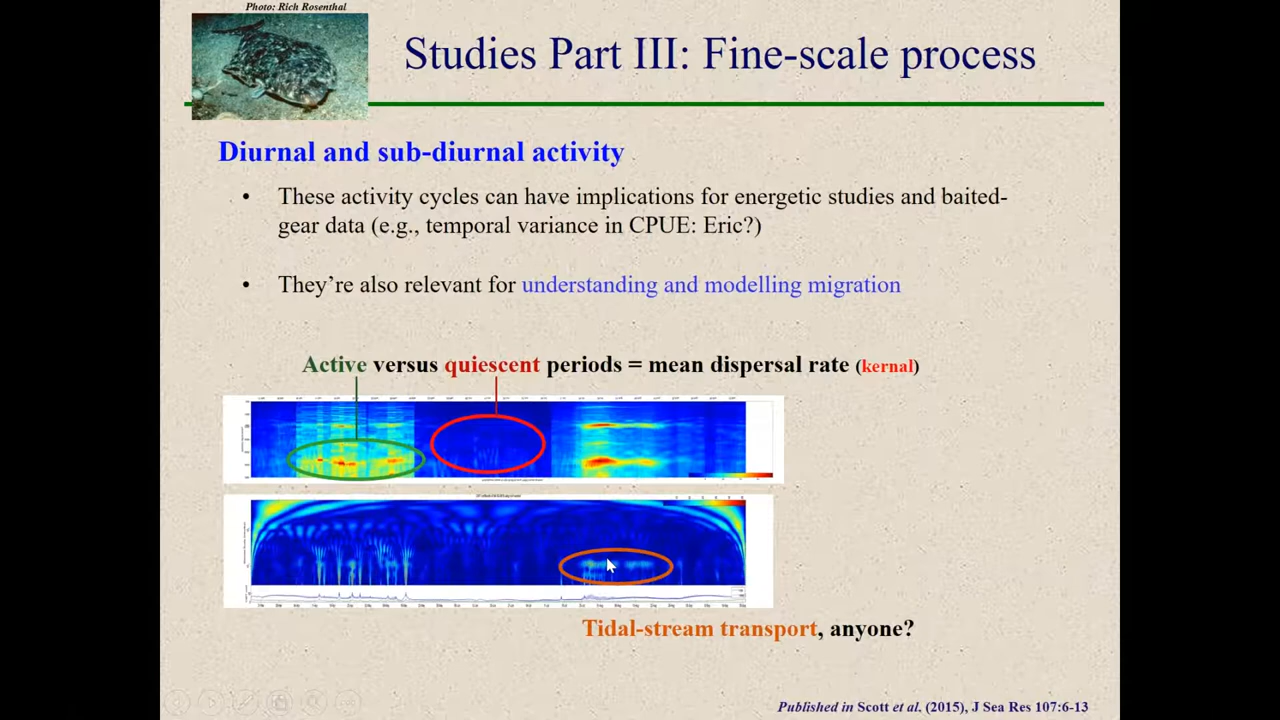 Photo: Rich Rosenthal
Studies Part III: Fine-scale process
Diurnal and sub-diurnal activity
• These activity cycles can have implications for energetic studies and baited-
gear data (e.g., temporal variance in CPUE: Eric?)
• They’re also relevant for understanding and modelling migration
Active versus quiescent periods = mean dispersal rate (kernal)
Tidal-stream transport, anyone?
Published in Scott et al. (2015), J Sea Res 107:6-13